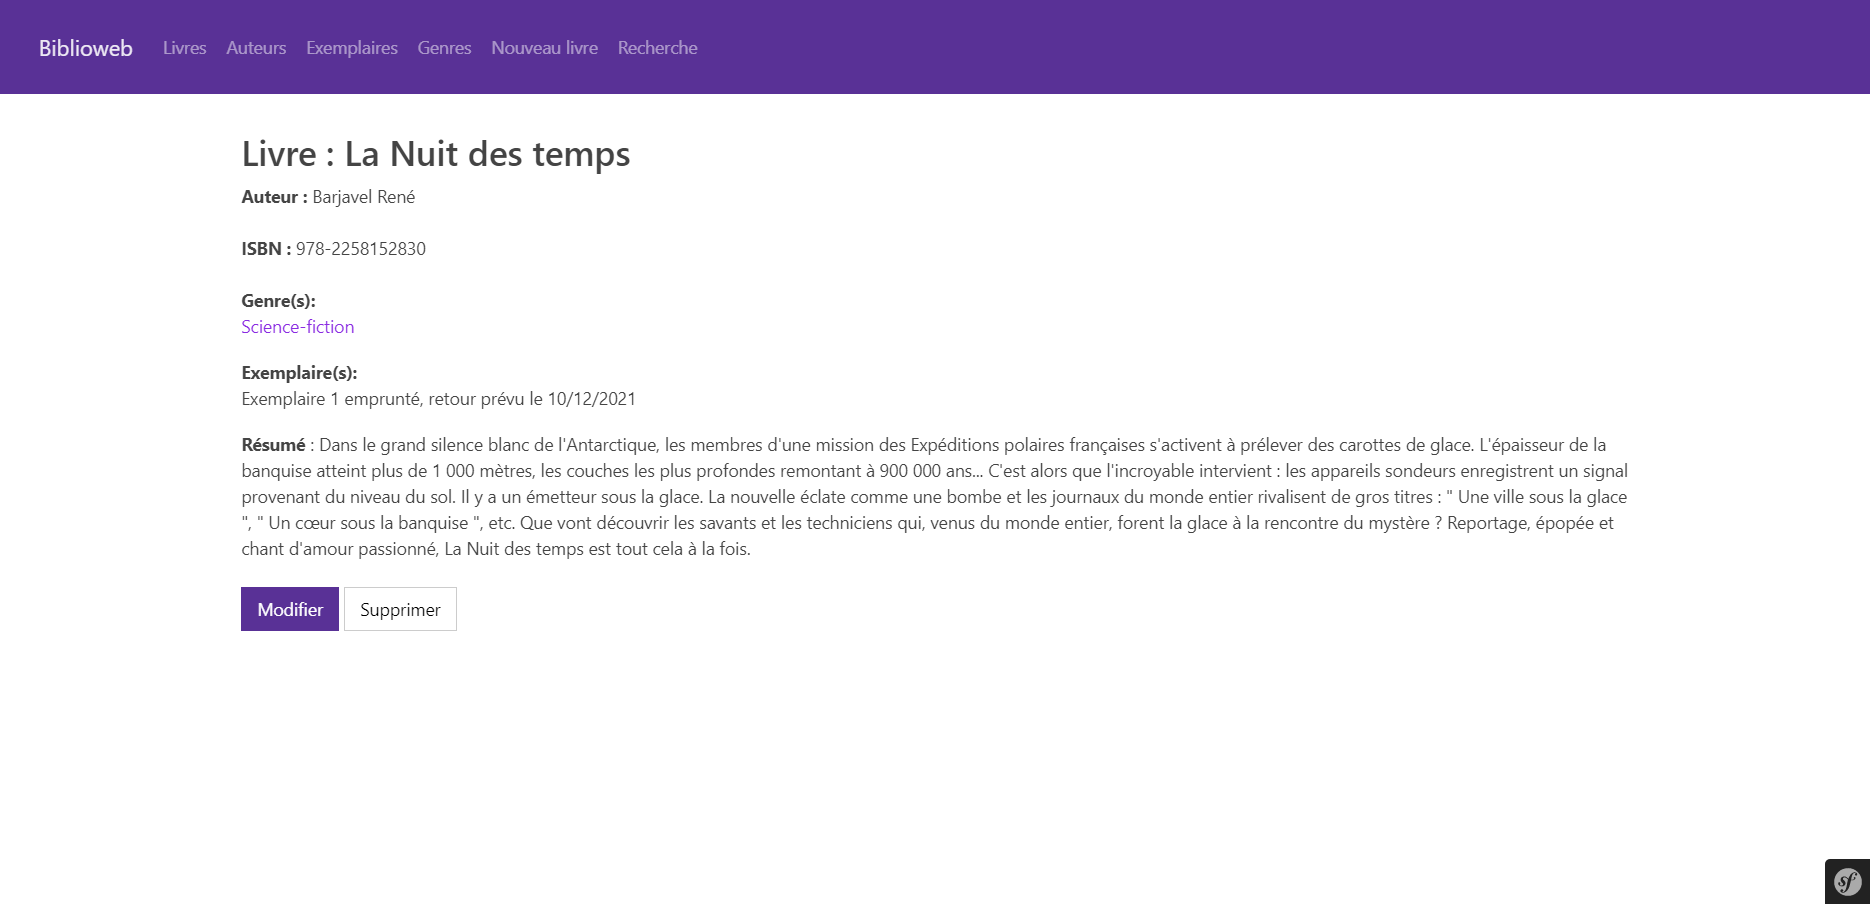 Biblioweb Livres Auteurs Exemplaires Genres Nouveau livre Recherche
Livre : La Nuit des temps
Auteur : Barjavel René
ISBN : 978-2258152830
Genre(s):
Science-fiction
Exemplaire(s):
Exemplaire 1 emprunté, retour prévu le 10/12/2021
Résumé : Dans le grand silence blanc de l'Antarctique, les membres d'une mission des Expéditions polaires françaises s'activent à prélever des carottes de glace. L'épaisseur de la
banquise atteint plus de 1 000 mètres, les couches les plus profondes remontant à 900 000 ans... C'est alors que l'incroyable intervient : les appareils sondeurs enregistrent un signal
provenant du niveau du sol. Il y a un émetteur sous la glace. La nouvelle éclate comme une bombe et les journaux du monde entier rivalisent de gros titres : " Une ville sous la glace
", " Un cœur sous la banquise ", etc. Que vont découvrir les savants et les techniciens qui, venus du monde entier, forent la glace à la rencontre du mystère ? Reportage, épopée et
chant d'amour passionné, La Nuit des temps est tout cela à la fois.
Modifier Supprimer
sf